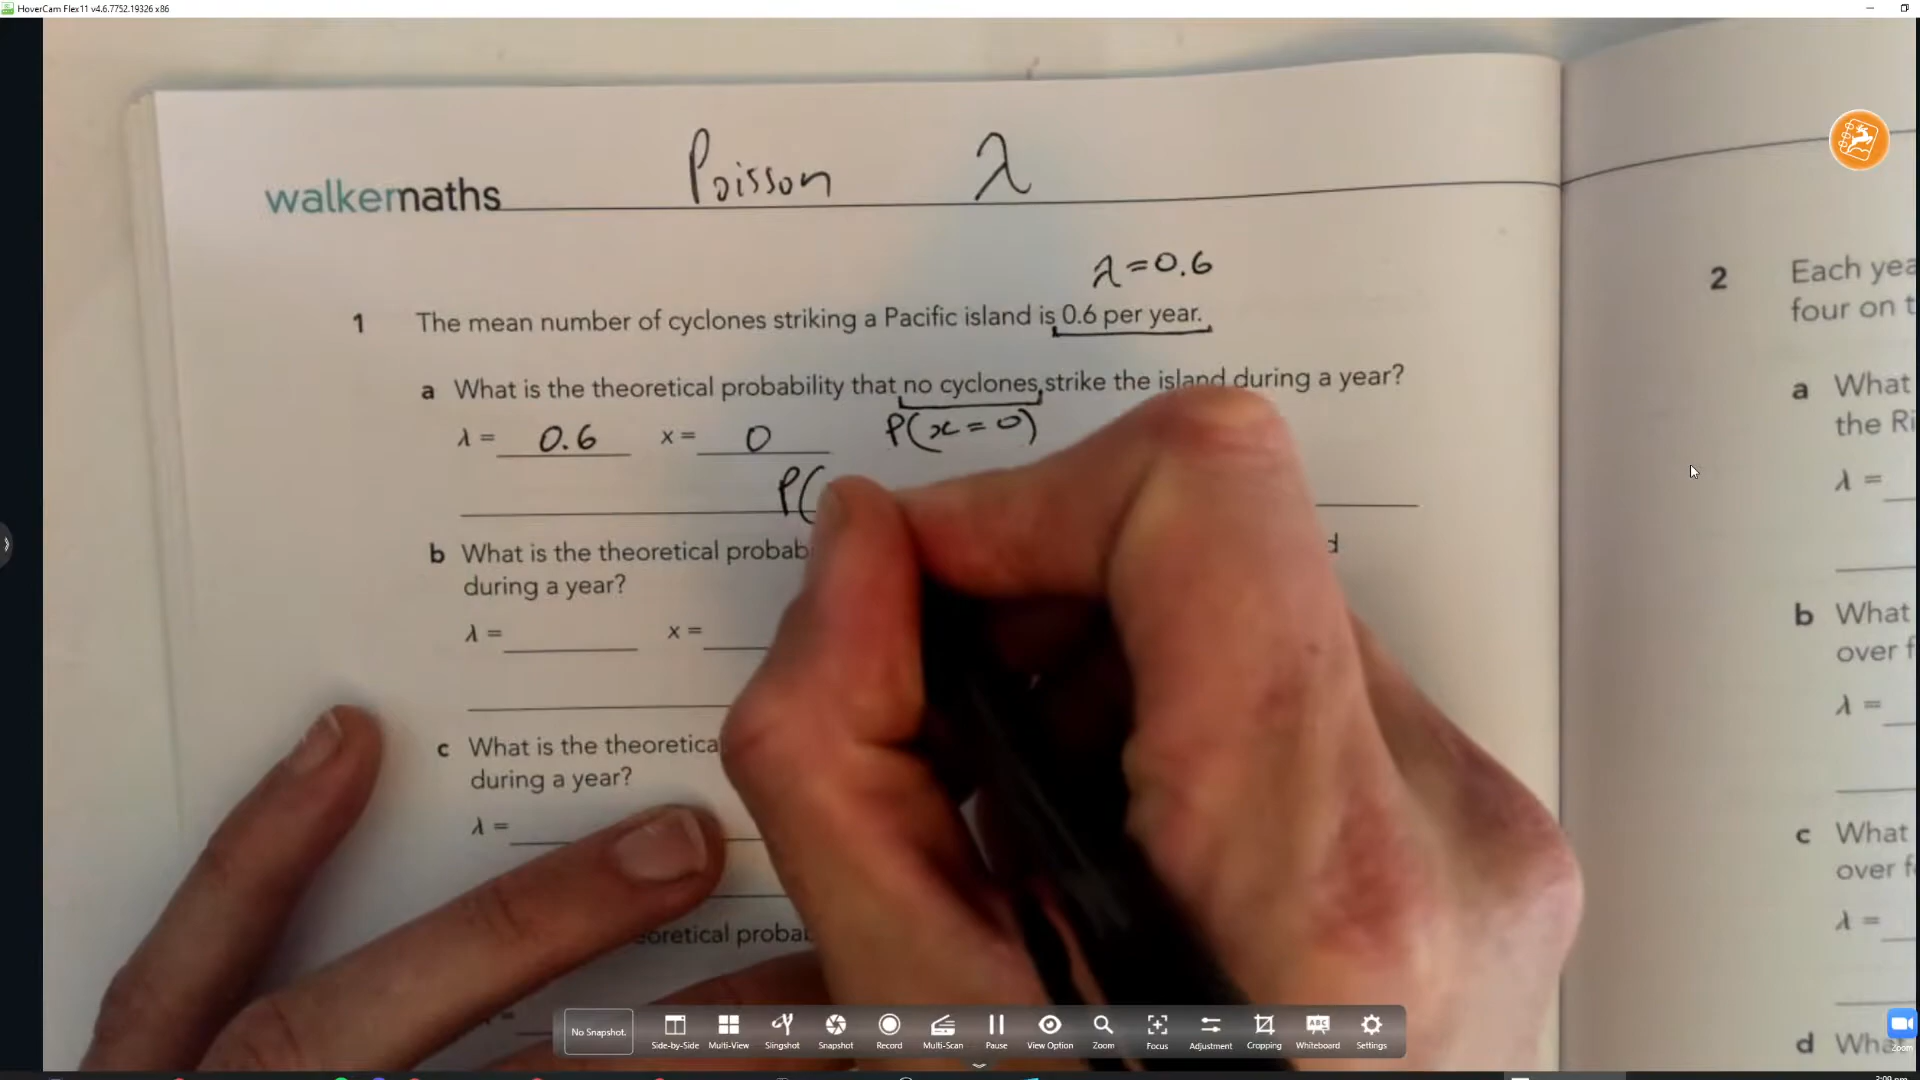 HoverCam Flex11 v4.6.7752.19326 x86
Poisson λ
walkermaths
λ = 0.6
1 The mean number of cyclones striking a Pacific island is 0.6 per year.
a What is the theoretical probability that no cyclones strike the island during a year?
λ = 0.6 x = 0 P(x = 0)
P(
b What is the theoretical probab
during a year?
λ = x =
c What is the theoretica
during a year?
λ =
oretical probab
2 Each yea
four on t
a What
the Ri
λ =
b What
over f
λ =
c What
over f
λ =
d Wha
No Snapshot.
Side-by-Side Multi-View Slingshot Snapshot Record Multi-Scan Pause View Option Zoom Focus Adjustment Cropping ABC Whiteboard Settings
Zoom